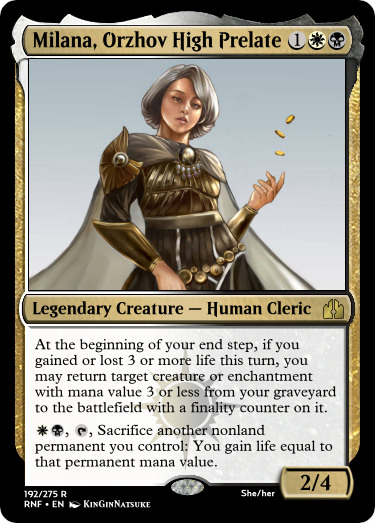 Milana, Orzhov High Prelate 1
Legendary Creature — Human Cleric
At the beginning of your end step, if you
gained or lost 3 or more life this turn, you
may return target creature or enchantment
with mana value 3 or less from your graveyard
to the battlefield with a finality counter on it.
, , Sacrifice another nonland
permanent you control: You gain life equal to
that permanent mana value.
2/4
192/275 R She/her
RNF • EN KinGinNatsuke